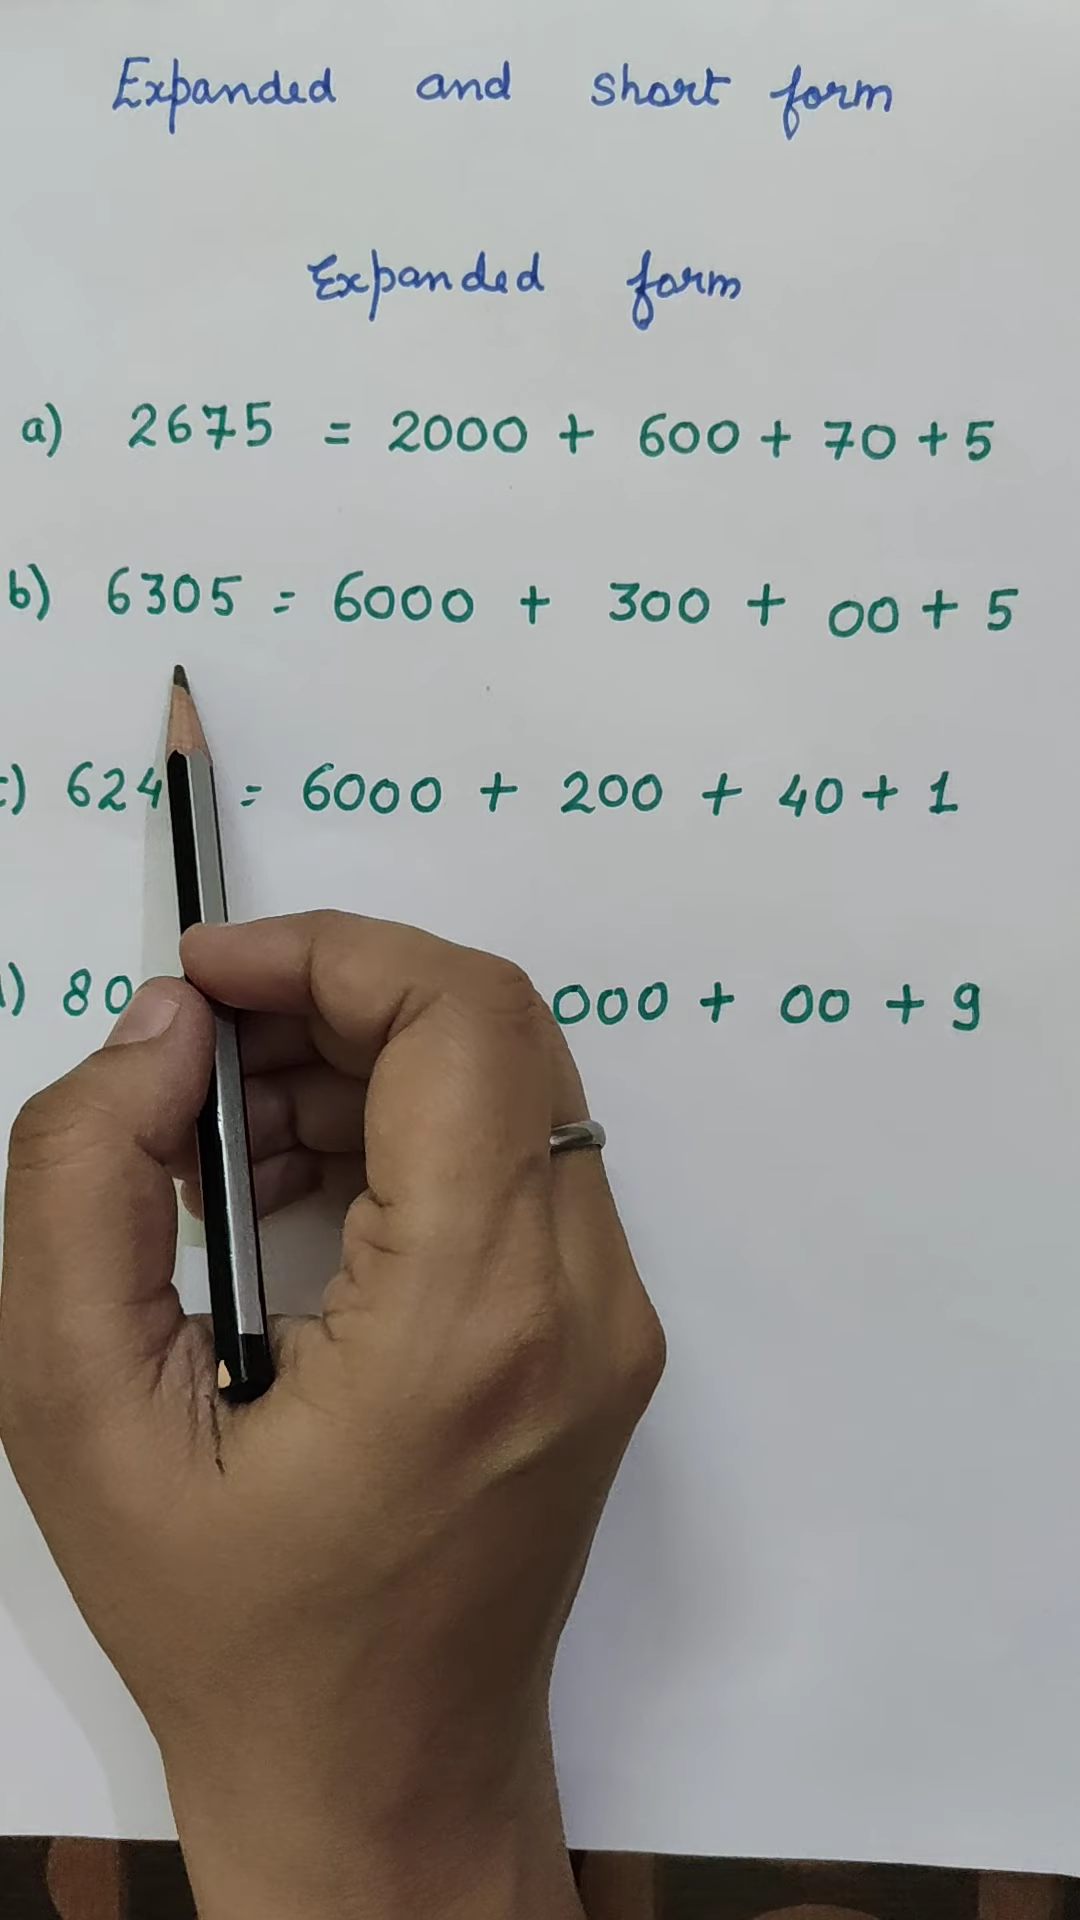 Expanded and short form
Expanded form
a) 2675 = 2000 + 600 + 70 + 5
b) 6305 = 6000 + 300 + 00 + 5
) 624 = 6000 + 200 + 40 + 1
) 80 000 + 00 + 9